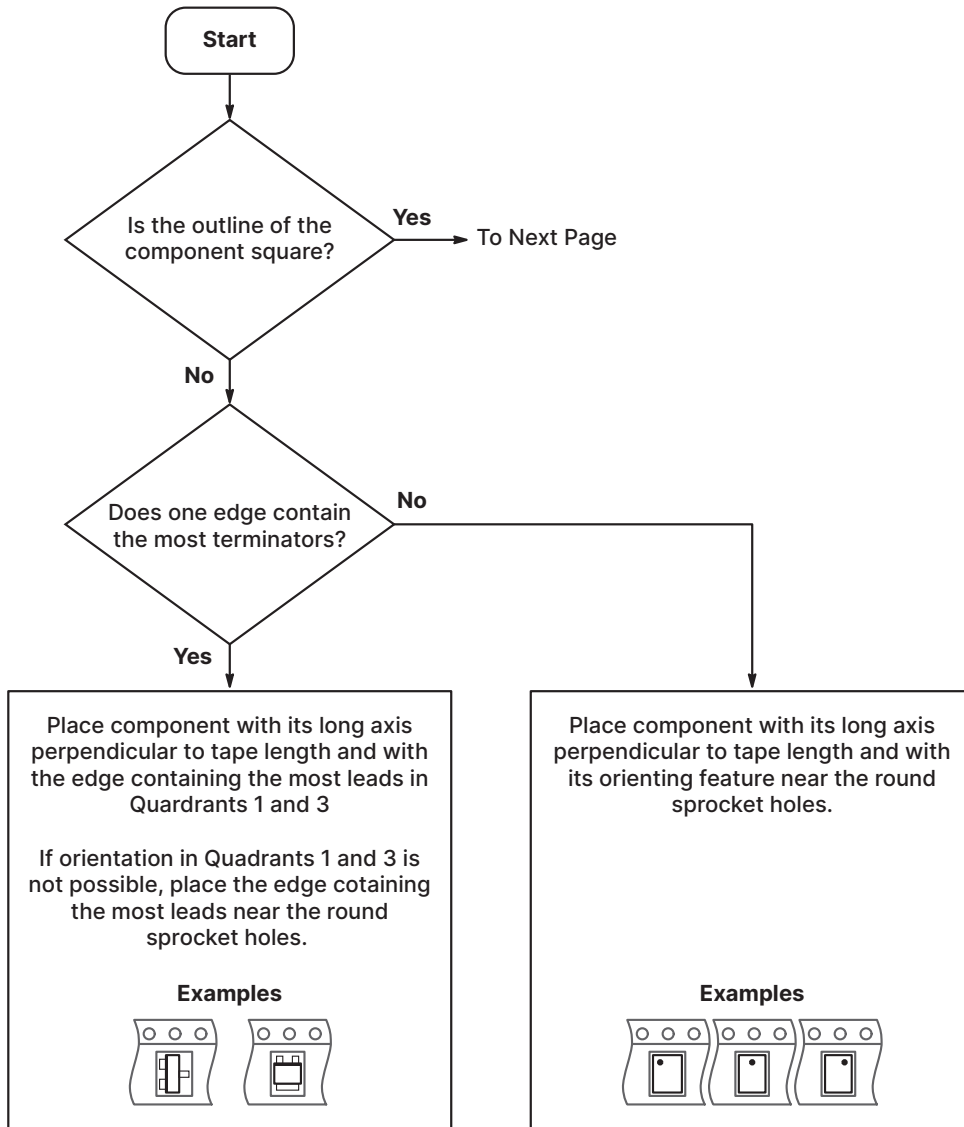 Start
Is the outline of the
component square?
Yes
To Next Page
No
Does one edge contain
the most terminators?
No
Yes
Place component with its long axis
perpendicular to tape length and with
the edge containing the most leads in
Quardrants 1 and 3
If orientation in Quadrants 1 and 3 is
not possible, place the edge cotaining
the most leads near the round
sprocket holes.
Examples
Place component with its long axis
perpendicular to tape length and with
its orienting feature near the round
sprocket holes.
Examples